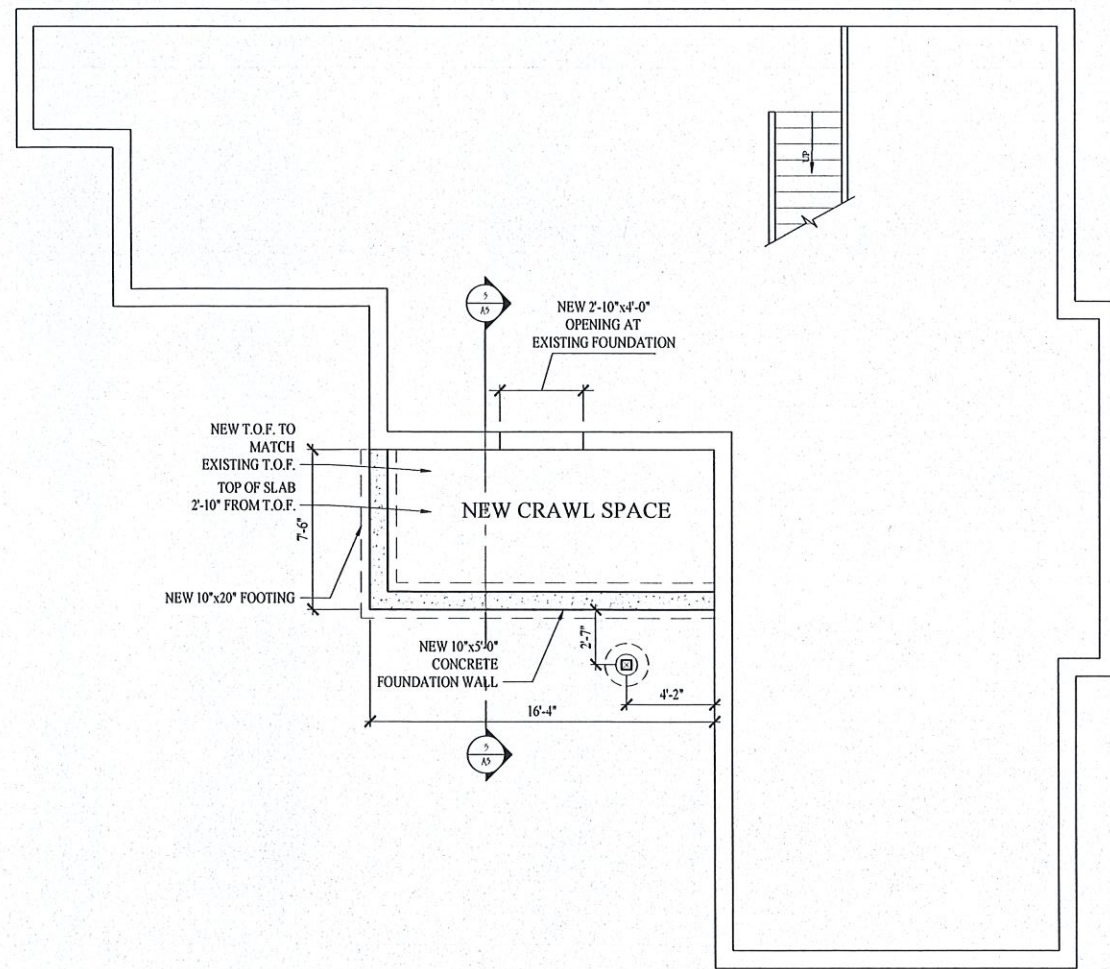 UP
5
A5
NEW 2'-10"x4'-0"
OPENING AT
EXISTING FOUNDATION
NEW T.O.F. TO
MATCH
EXISTING T.O.F.
TOP OF SLAB
2'-10" FROM T.O.F.
7'-6"
NEW CRAWL SPACE
NEW 10"x20" FOOTING
NEW 10"x5'-0"
CONCRETE
FOUNDATION WALL
2'-7"
4'-2"
16'-4"
5
A5